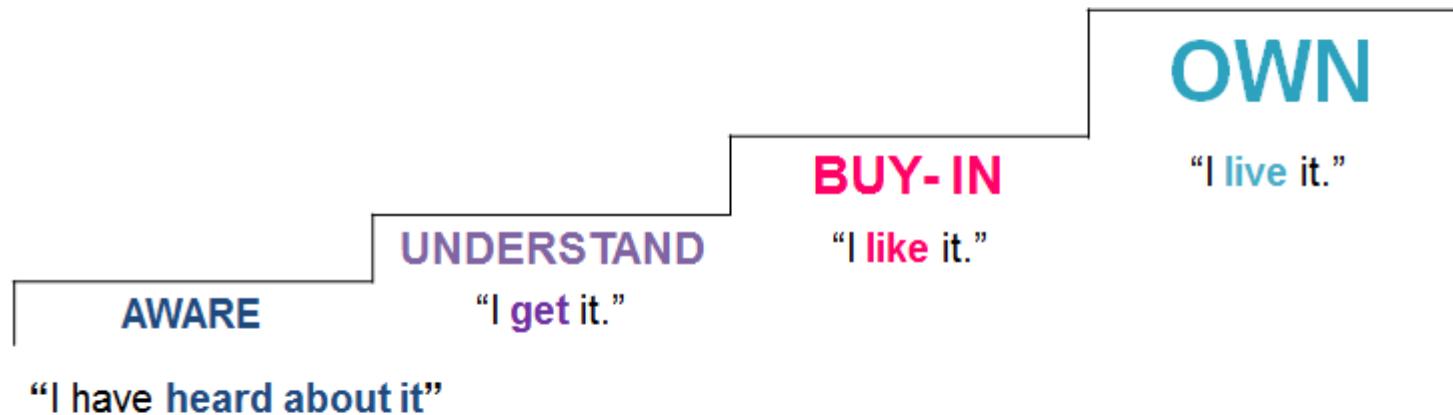 AWARE
“I have heard about it”
UNDERSTAND
“I get it.”
BUY- IN
“I like it.”
OWN
“I live it.”